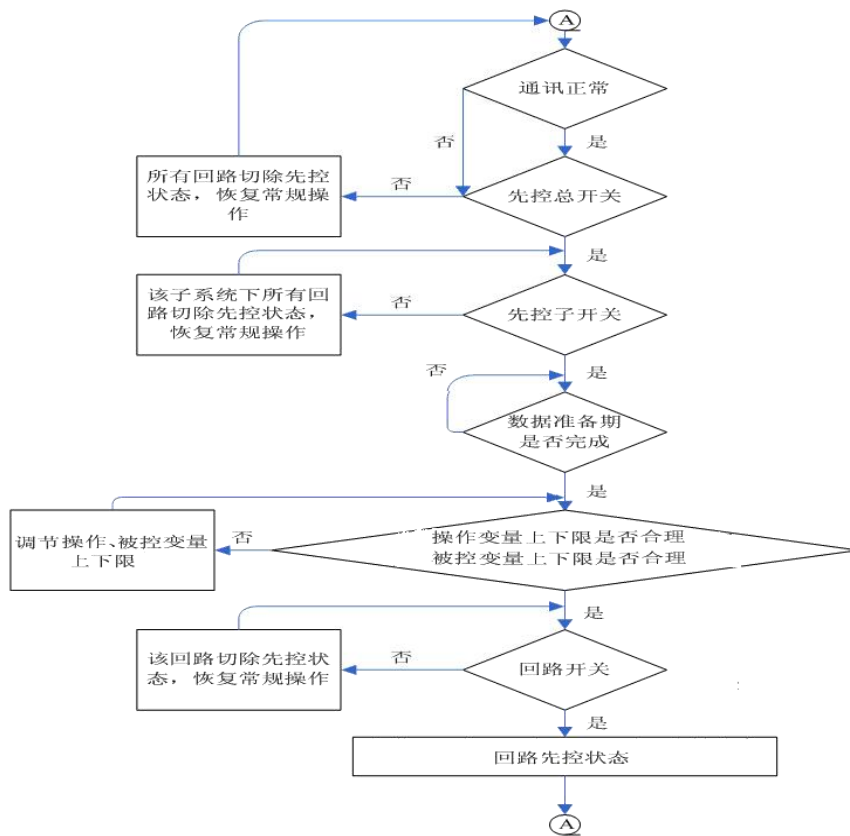 A
通讯正常
否
是
所有回路切除先控
状态，恢复常规操
作
否
先控总开关
是
该子系统下所有回
路切除先控状态，
恢复常规操作
否
先控子开关
否
是
数据准备期
是否完成
是
调节操作、被控变量
上下限
否
操作变量上下限是否合理
被控变量上下限是否合理
是
该回路切除先控状
态，恢复常规操作
否
回路开关
是
回路先控状态
A